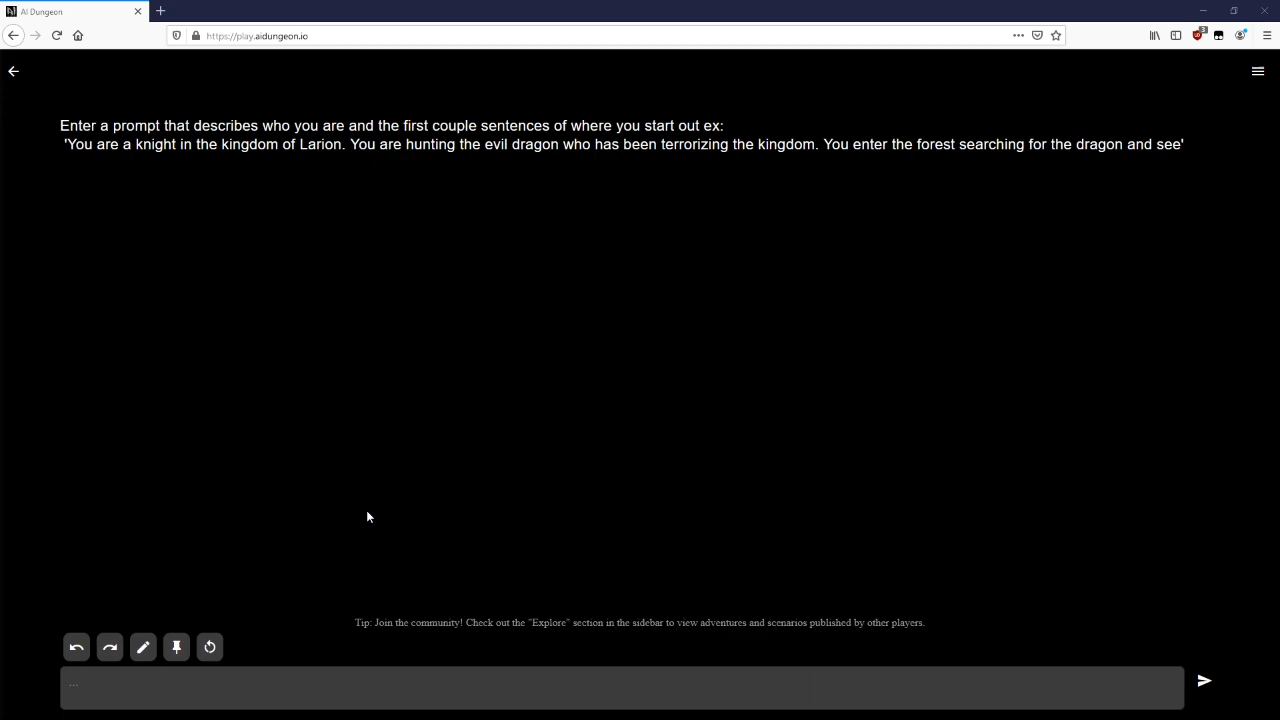 AI Dungeon
https://play.aidungeon.io
Enter a prompt that describes who you are and the first couple sentences of where you start out ex:
'You are a knight in the kingdom of Larion. You are hunting the evil dragon who has been terrorizing the kingdom. You enter the forest searching for the dragon and see'
Tip: Join the community! Check out the "Explore" section in the sidebar to view adventures and scenarios published by other players.
...